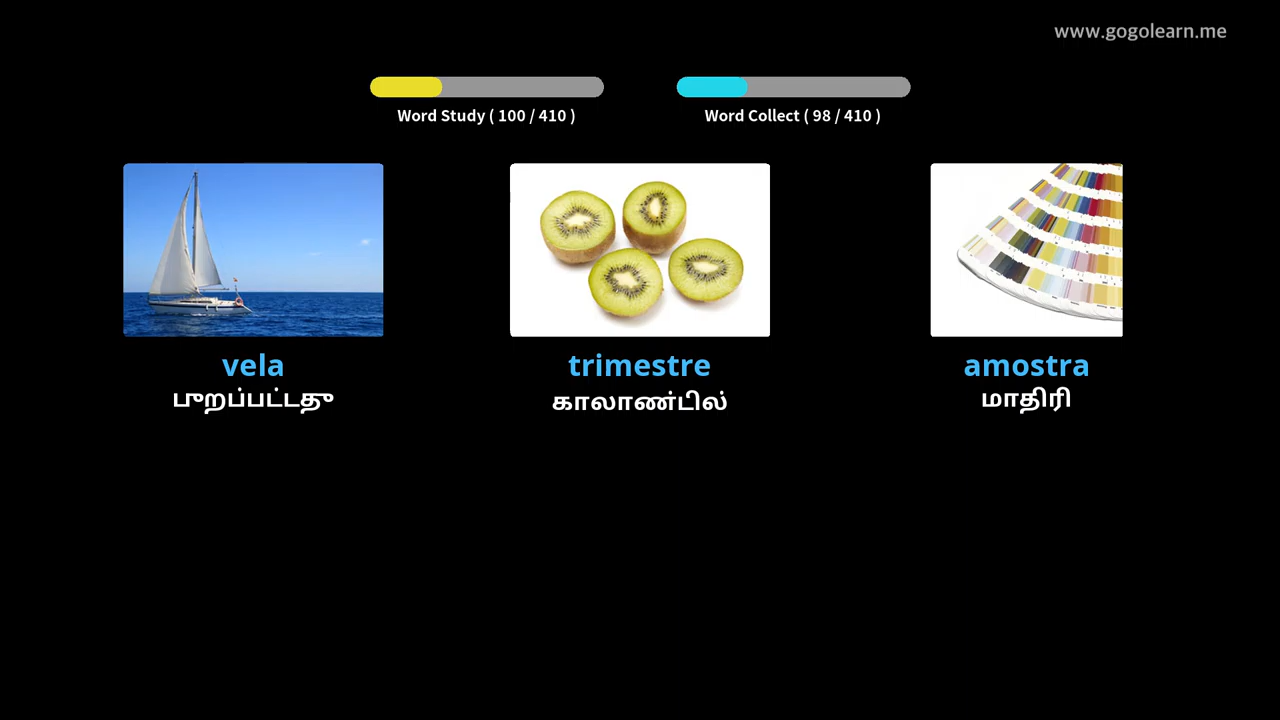 www.gogolearn.me
Word Study ( 100 / 410 )
Word Collect ( 98 / 410 )
vela
trimestre
amostra
புறப்பட்டது
காலாண்பில்
மாதிரி